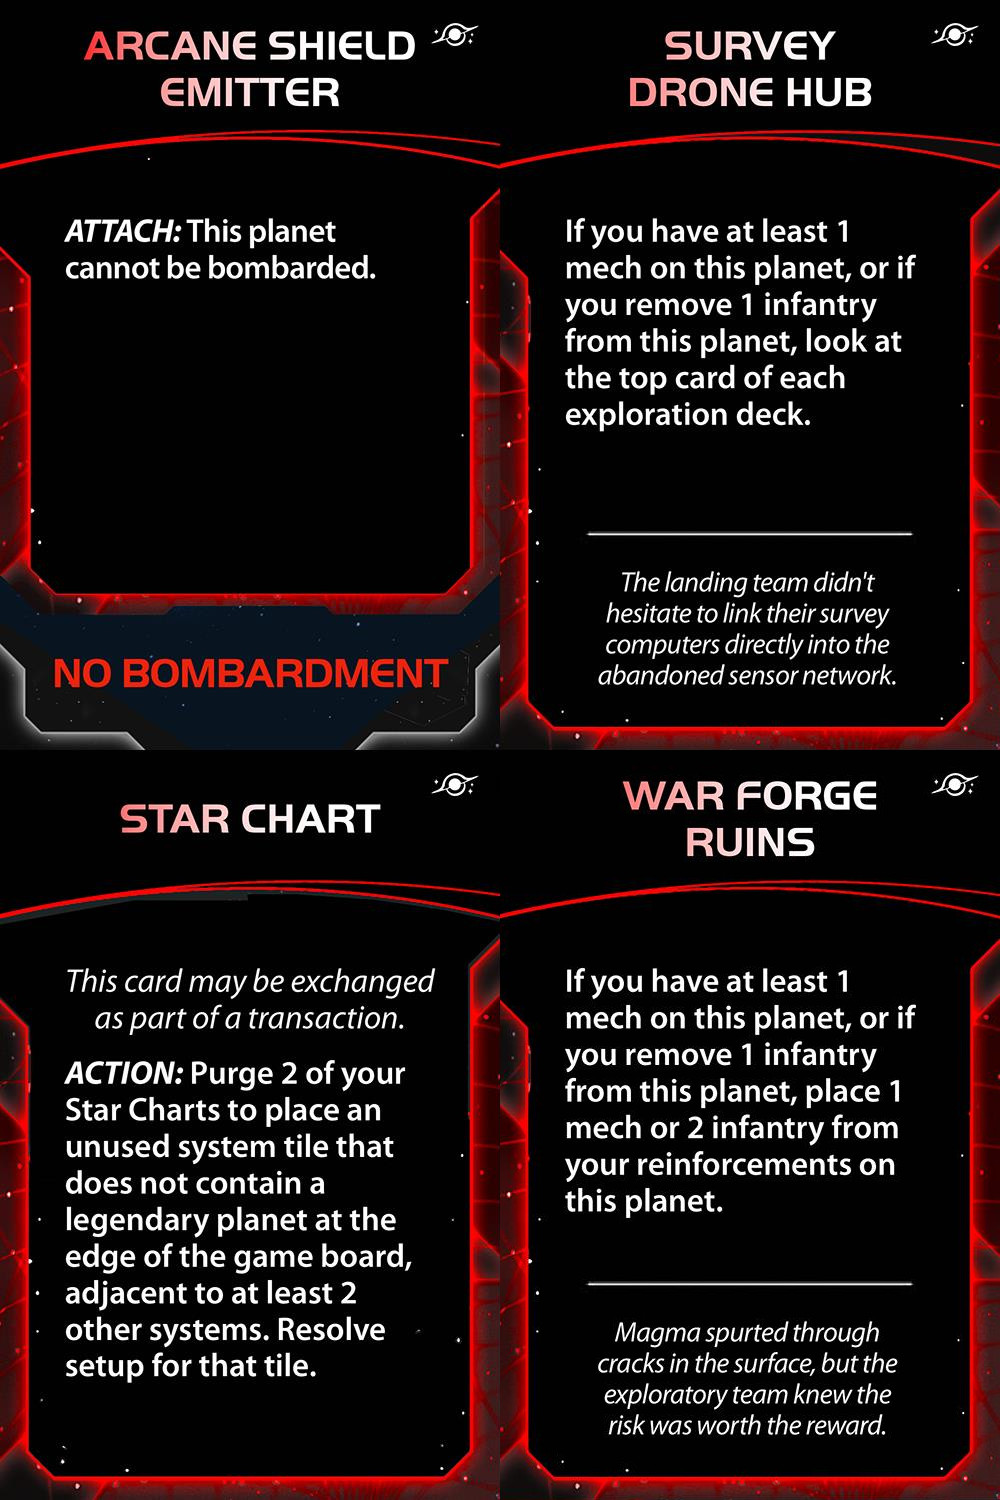 ARCANE SHIELD
EMITTER
ATTACH: This planet
cannot be bombarded.
NO BOMBARDMENT
SURVEY
DRONE HUB
If you have at least 1
mech on this planet, or if
you remove 1 infantry
from this planet, look at
the top card of each
exploration deck.
The landing team didn't
hesitate to link their survey
computers directly into the
abandoned sensor network.
STAR CHART
This card may be exchanged
as part of a transaction.
ACTION: Purge 2 of your
Star Charts to place an
unused system tile that
does not contain a
legendary planet at the
edge of the game board,
adjacent to at least 2
other systems. Resolve
setup for that tile.
WAR FORGE
RUINS
If you have at least 1
mech on this planet, or if
you remove 1 infantry
from this planet, place 1
mech or 2 infantry from
your reinforcements on
this planet.
Magma spurted through
cracks in the surface, but the
exploratory team knew the
risk was worth the reward.